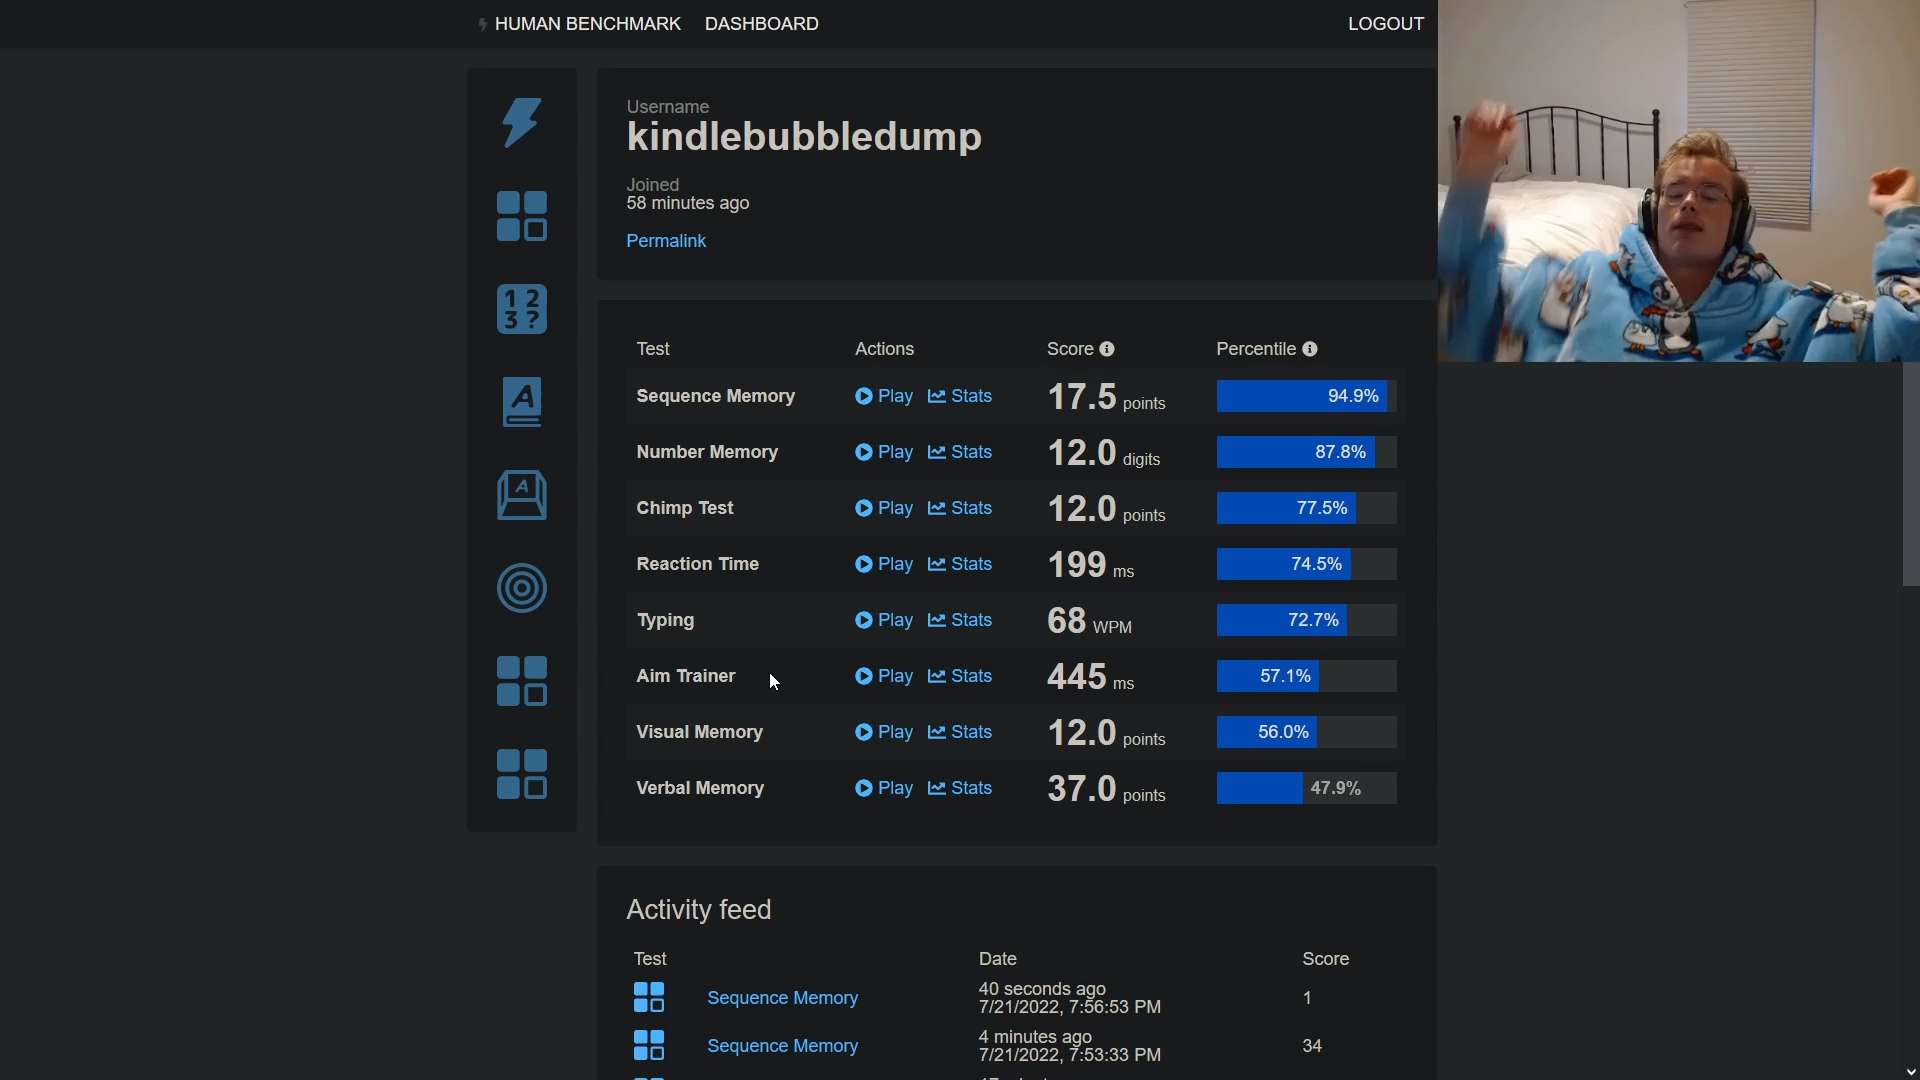 HUMAN BENCHMARK DASHBOARD LOGOUT
Username
kindlebubbledump
Joined
58 minutes ago
Permalink
1 2
3 ?
A
A
Test Actions Score Percentile
Sequence Memory Play Stats 17.5 points 94.9%
Number Memory Play Stats 12.0 digits 87.8%
Chimp Test Play Stats 12.0 points 77.5%
Reaction Time Play Stats 199 ms 74.5%
Typing Play Stats 68 WPM 72.7%
Aim Trainer Play Stats 445 ms 57.1%
Visual Memory Play Stats 12.0 points 56.0%
Verbal Memory Play Stats 37.0 points 47.9%
Activity feed
Test Date Score
Sequence Memory 40 seconds ago 1
7/21/2022, 7:56:53 PM
Sequence Memory 4 minutes ago 34
7/21/2022, 7:53:33 PM